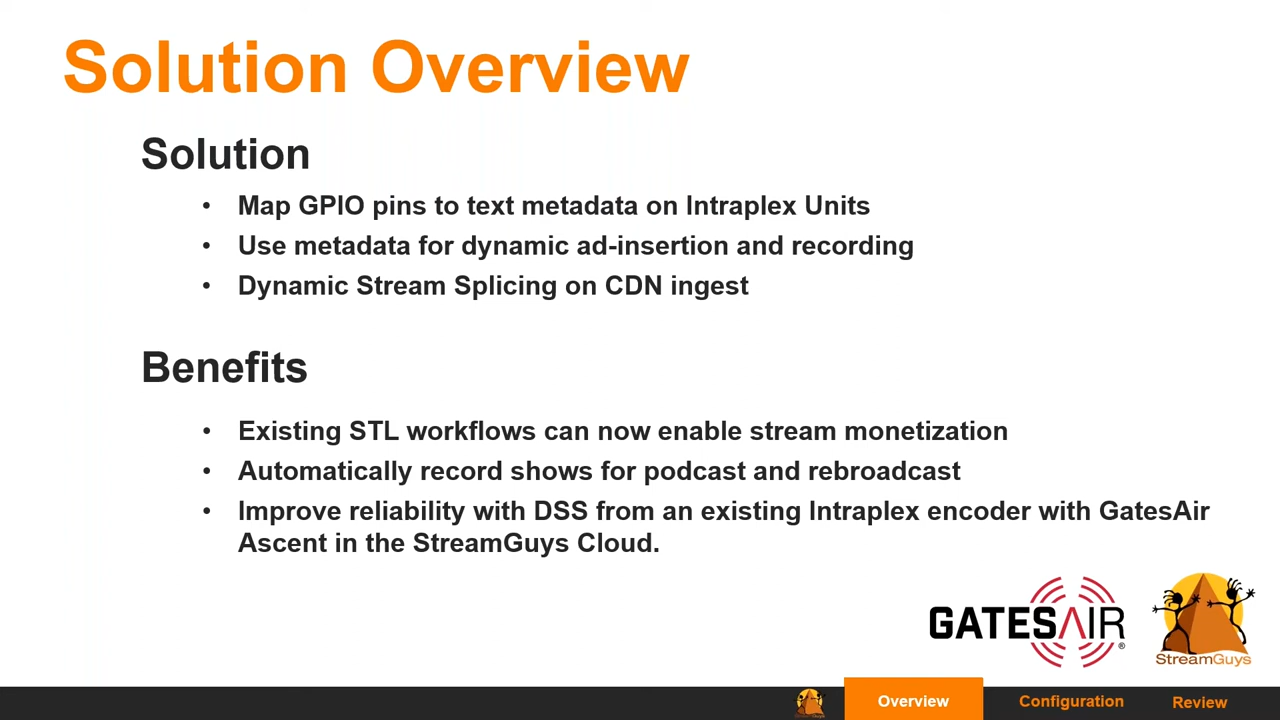 Solution Overview
Solution
• Map GPIO pins to text metadata on Intraplex Units
• Use metadata for dynamic ad-insertion and recording
• Dynamic Stream Splicing on CDN ingest
Benefits
• Existing STL workflows can now enable stream monetization
• Automatically record shows for podcast and rebroadcast
• Improve reliability with DSS from an existing Intraplex encoder with GatesAir
Ascent in the StreamGuys Cloud.
GATESAIR®
StreamGuys
Overview
Configuration
Review